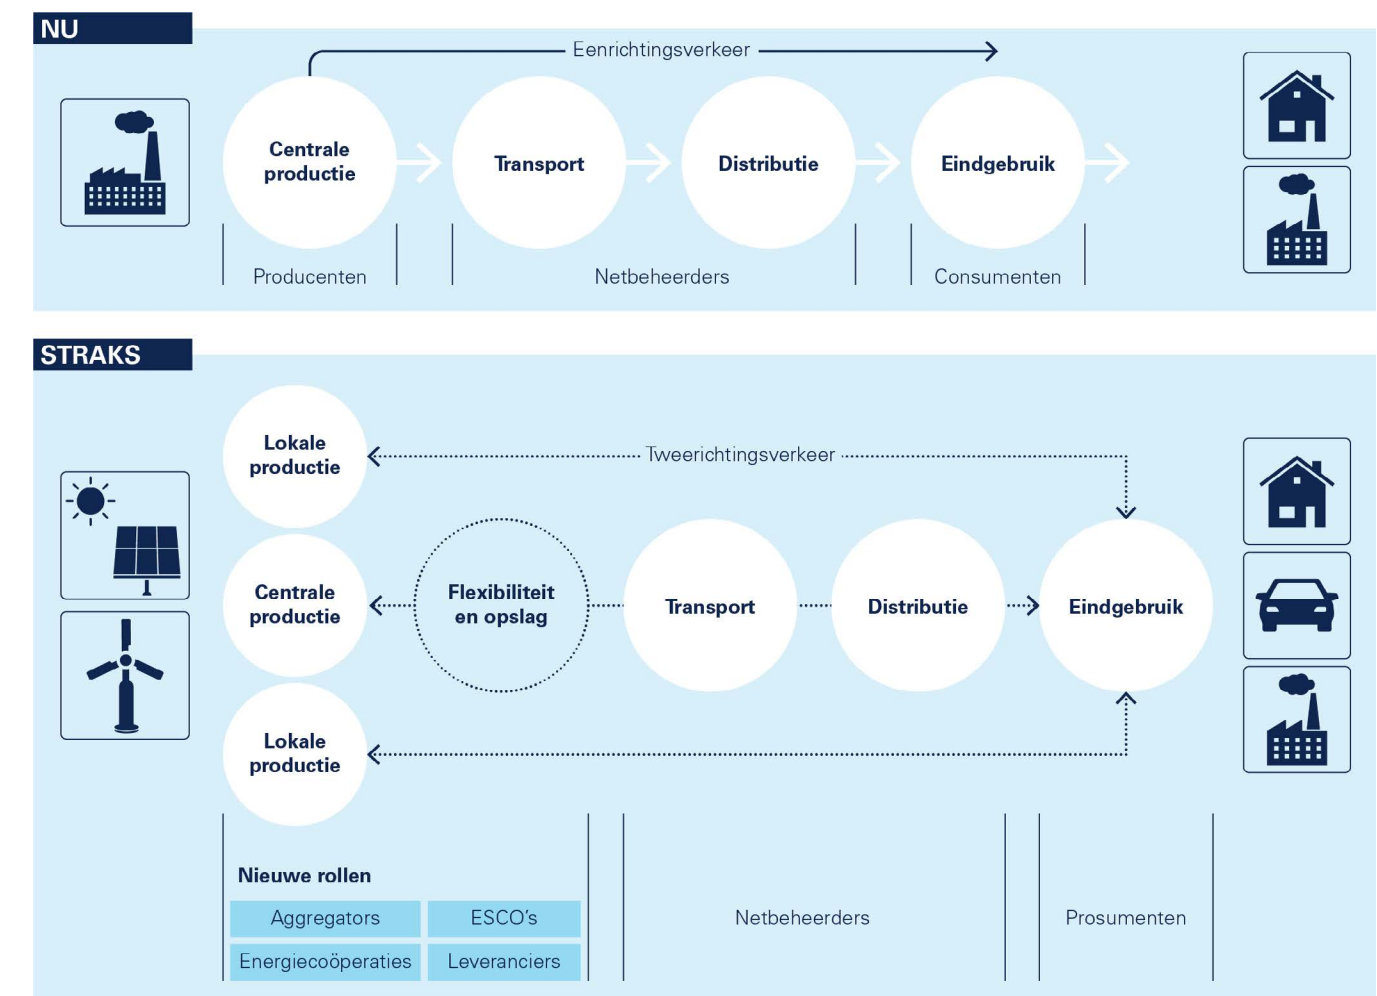 NU
Eenrichtingsverkeer
Centrale
productie
Transport
Distributie
Eindgebruik
Producenten
Netbeheerders
Consumenten
STRAKS
Lokale
productie
Tweerichtingsverkeer
Centrale
productie
Flexibiliteit
en opslag
Transport
Distributie
Eindgebruik
Lokale
productie
Nieuwe rollen
Aggregators
ESCO's
Energiecoöperaties
Leveranciers
Netbeheerders
Prosumenten